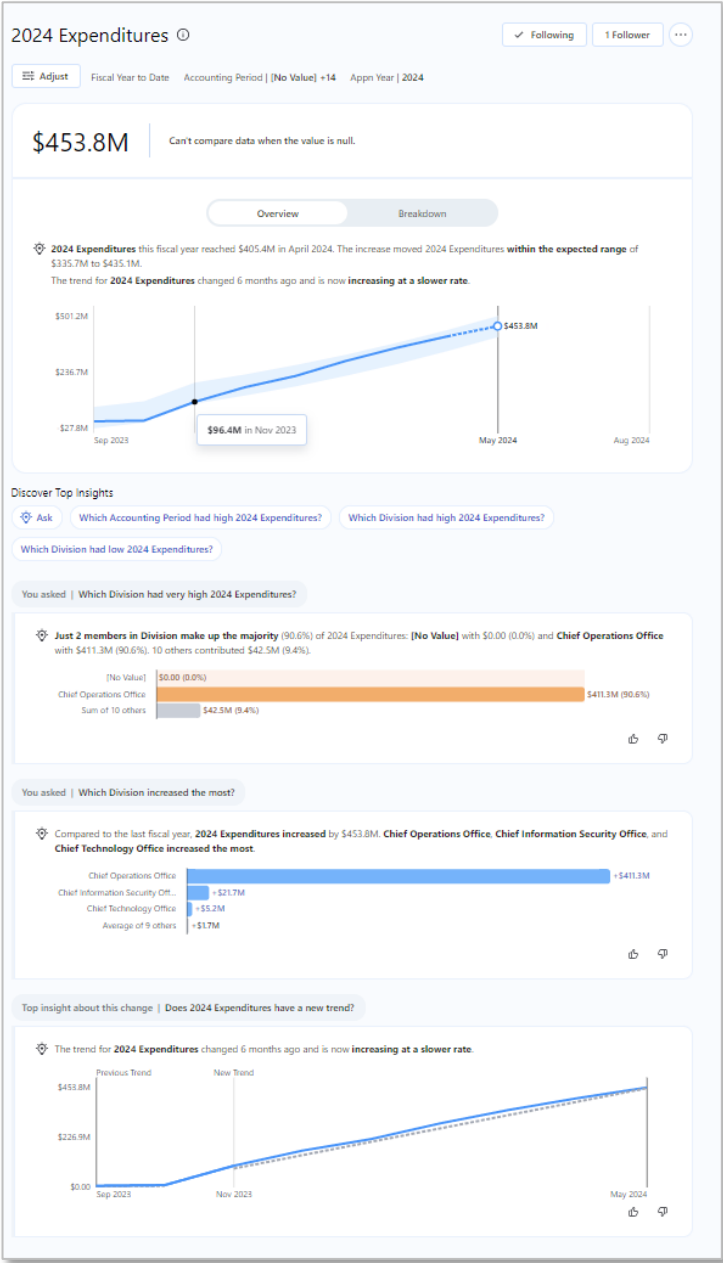 2024 Expenditures
Following
1 Follower
Adjust
Fiscal Year to Date
Accounting Period | [No Value] +14
Appn Year | 2024
$453.8M
Can't compare data when the value is null.
Overview
Breakdown
2024 Expenditures this fiscal year reached $405.4M in April 2024. The increase moved 2024 Expenditures within the expected range of
$335.7M to $435.1M.
The trend for 2024 Expenditures changed 6 months ago and is now increasing at a slower rate.
$501.2M
$453.8M
$236.7M
$27.8M
$96.4M in Nov 2023
Sep 2023
May 2024
Aug 2024
Discover Top Insights
Ask
Which Accounting Period had high 2024 Expenditures?
Which Division had high 2024 Expenditures?
Which Division had low 2024 Expenditures?
You asked | Which Division had very high 2024 Expenditures?
Just 2 members in Division make up the majority (90.6%) of 2024 Expenditures: [No Value] with $0.00 (0.0%) and Chief Operations Office
with $411.3M (90.6%). 10 others contributed $42.5M (9.4%).
[No Value]
$0.00 (0.0%)
Chief Operations Office
$411.3M (90.6%)
Sum of 10 others
$42.5M (9.4%)
You asked | Which Division increased the most?
Compared to the last fiscal year, 2024 Expenditures increased by $453.8M. Chief Operations Office, Chief Information Security Office, and
Chief Technology Office increased the most.
Chief Operations Office
+$411.3M
Chief Information Security Off...
+$21.7M
Chief Technology Office
+$5.2M
Average of 9 others
+$1.7M
Top insight about this change | Does 2024 Expenditures have a new trend?
The trend for 2024 Expenditures changed 6 months ago and is now increasing at a slower rate.
Previous Trend
New Trend
$453.8M
$226.9M
$0.00
Sep 2023
Nov 2023
May 2024